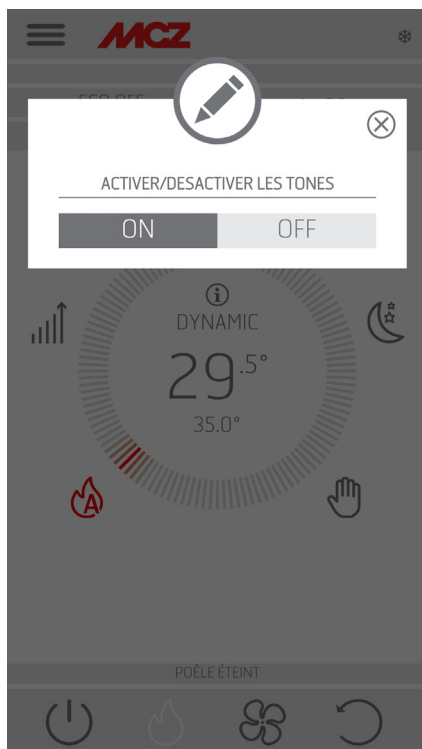 MCZ
ACTIVER/DESACTIVER LES TONES
ON OFF
DYNAMIC
29.5°
35.0°
A
POÊLE ÉTEINT